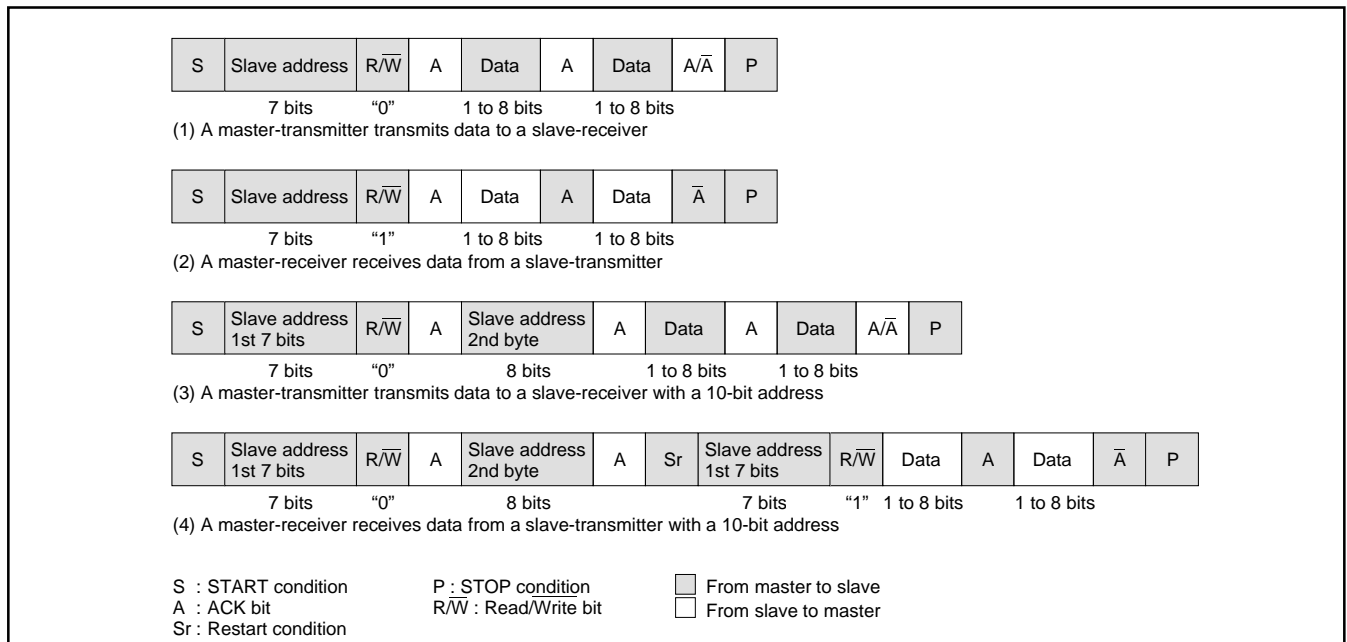 S Slave address R/W̅ A Data A Data A/A̅ P
7 bits “0” 1 to 8 bits 1 to 8 bits
(1) A master-transmitter transmits data to a slave-receiver
S Slave address R/W̅ A Data A Data A̅ P
7 bits “1” 1 to 8 bits 1 to 8 bits
(2) A master-receiver receives data from a slave-transmitter
S Slave address 1st 7 bits R/W̅ A Slave address 2nd byte A Data A Data A/A̅ P
7 bits “0” 8 bits 1 to 8 bits 1 to 8 bits
(3) A master-transmitter transmits data to a slave-receiver with a 10-bit address
S Slave address 1st 7 bits R/W̅ A Slave address 2nd byte A Sr Slave address 1st 7 bits R/W̅ Data A Data A̅ P
7 bits “0” 8 bits 7 bits “1” 1 to 8 bits 1 to 8 bits
(4) A master-receiver receives data from a slave-transmitter with a 10-bit address
S : START condition P : STOP condition From master to slave
A : ACK bit R/W̅ : Read/W̅r̅i̅t̅e̅ bit From slave to master
Sr : Restart condition